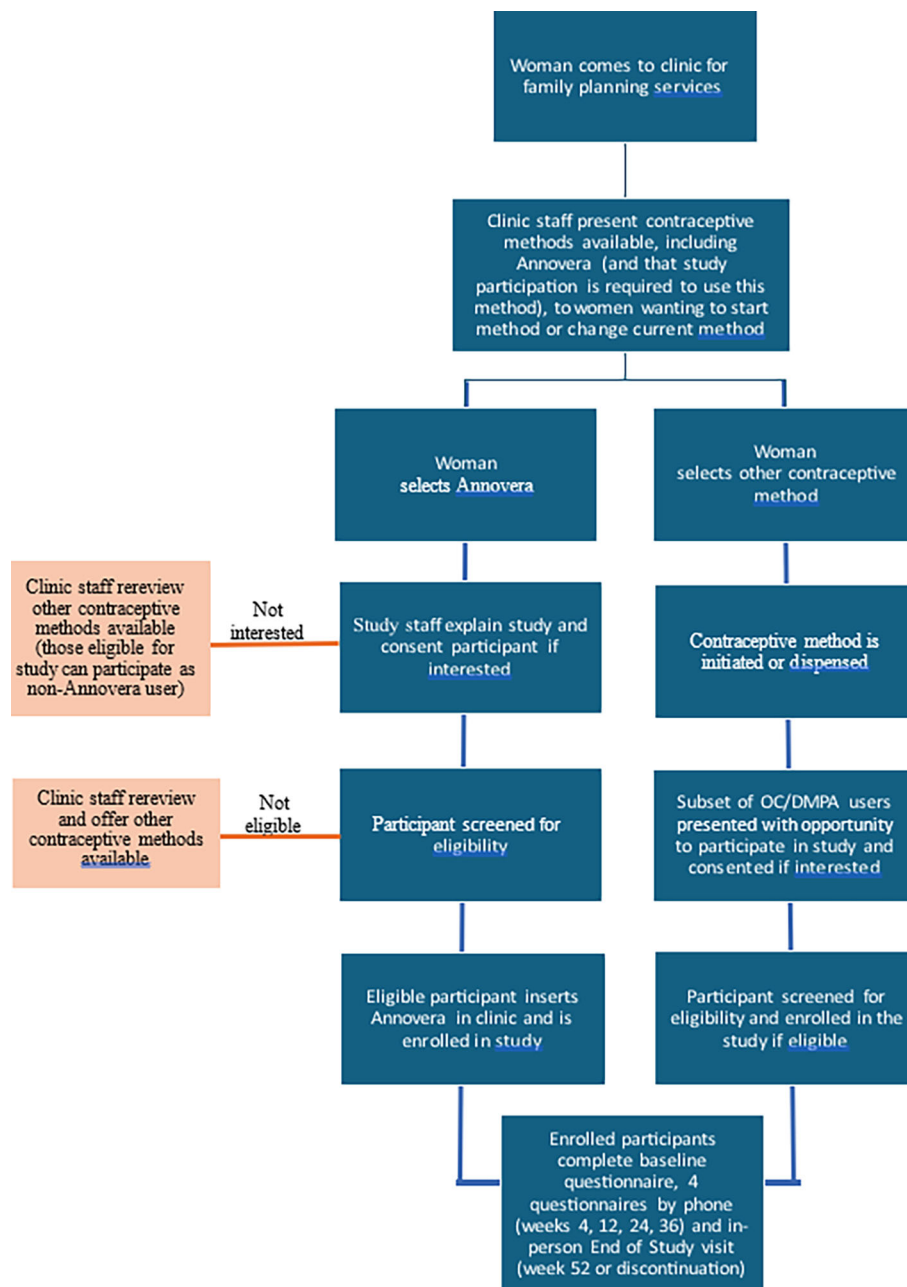 Woman comes to clinic for
family planning services
Clinic staff present contraceptive
methods available, including
Annovera (and that study
participation is required to use this
method), to women wanting to start
method or change current method
Woman
selects Annovera
Woman
selects other contraceptive
method
Clinic staff rereview
other contraceptive
methods available
(those eligible for
study can participate as
non-Annovera user)
Not
interested
Study staff explain study and
consent participant if
interested
Contraceptive method is
initiated or dispensed
Clinic staff rereview
and offer other
contraceptive methods
available
Not
eligible
Participant screened for
eligibility
Subset of OC/DMPA users
presented with opportunity
to participate in study and
consented if interested
Eligible participant inserts
Annovera in clinic and is
enrolled in study
Participant screened for
eligibility and enrolled in the
study if eligible
Enrolled participants
complete baseline
questionnaire, 4
questionnaires by phone
(weeks 4, 12, 24, 36) and in-
person End of Study visit
(week 52 or discontinuation)